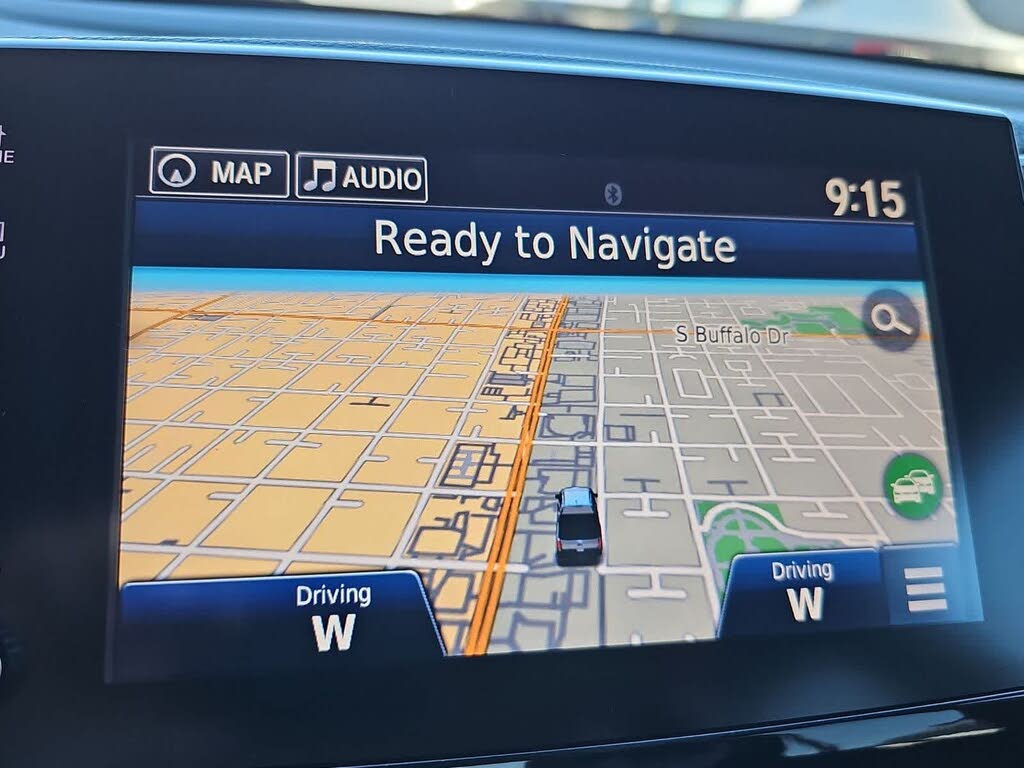 MAP
AUDIO
9:15
Ready to Navigate
S Buffalo Dr
Driving
W
Driving
W